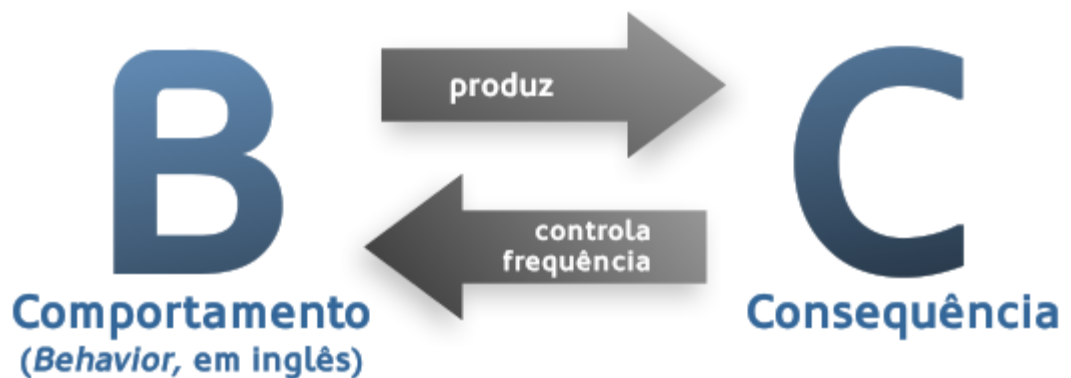 B
produz
C
controla
frequência
Comportamento
(Behavior, em inglês)
Consequência